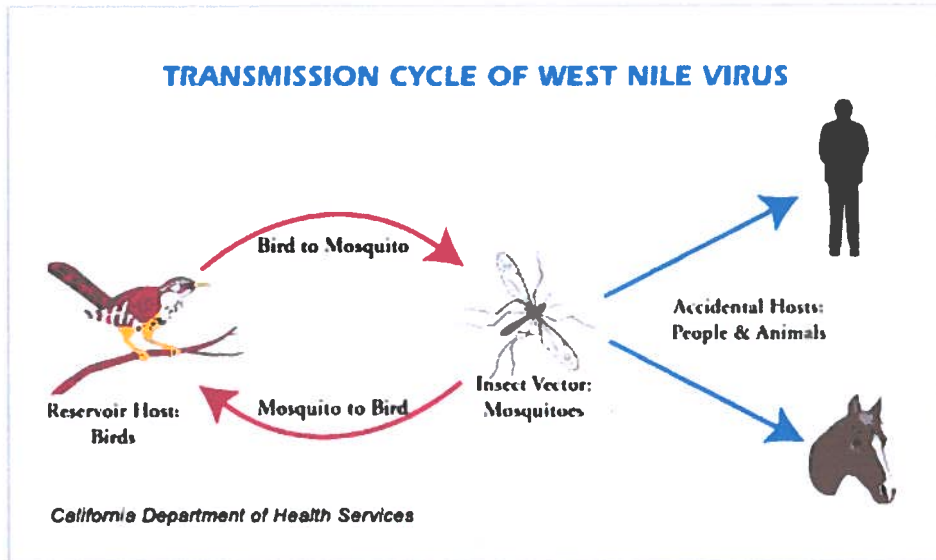 TRANSMISSION CYCLE OF WEST NILE VIRUS
Bird to Mosquito
Accidental Hosts:
People & Animals
Insect Vector:
Mosquitoes
Mosquito to Bird
Reservoir Host:
Birds
California Department of Health Services